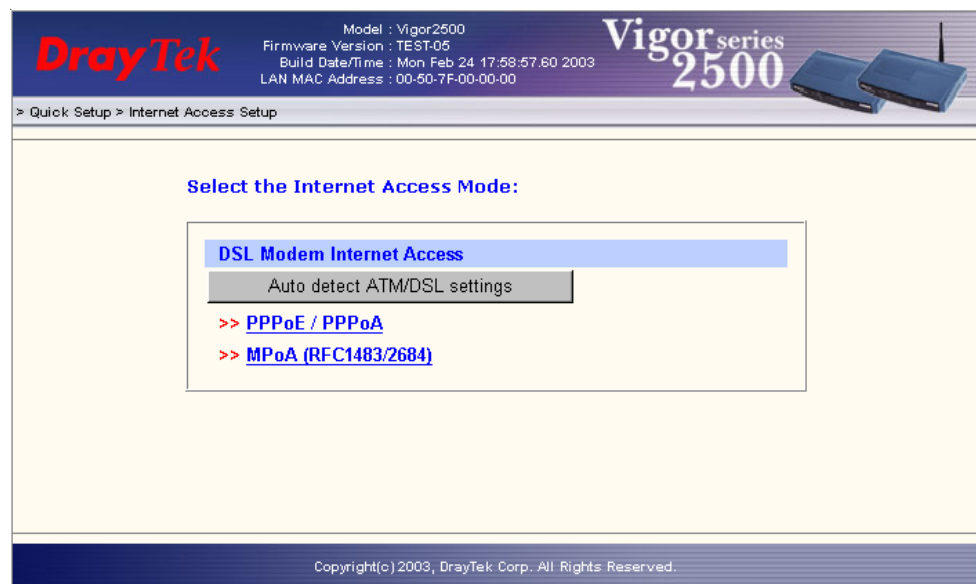 DrayTek
Model : Vigor2500
Firmware Version : TEST-05
Build Date/Time : Mon Feb 24 17:58:57.60 2003
LAN MAC Address : 00-50-7F-00-00-00
Vigor series
2500
> Quick Setup > Internet Access Setup
Select the Internet Access Mode:
DSL Modem Internet Access
Auto detect ATM/DSL settings
>> PPPoE / PPPoA
>> MPoA (RFC1483/2684)
Copyright(c) 2003, DrayTek Corp. All Rights Reserved.